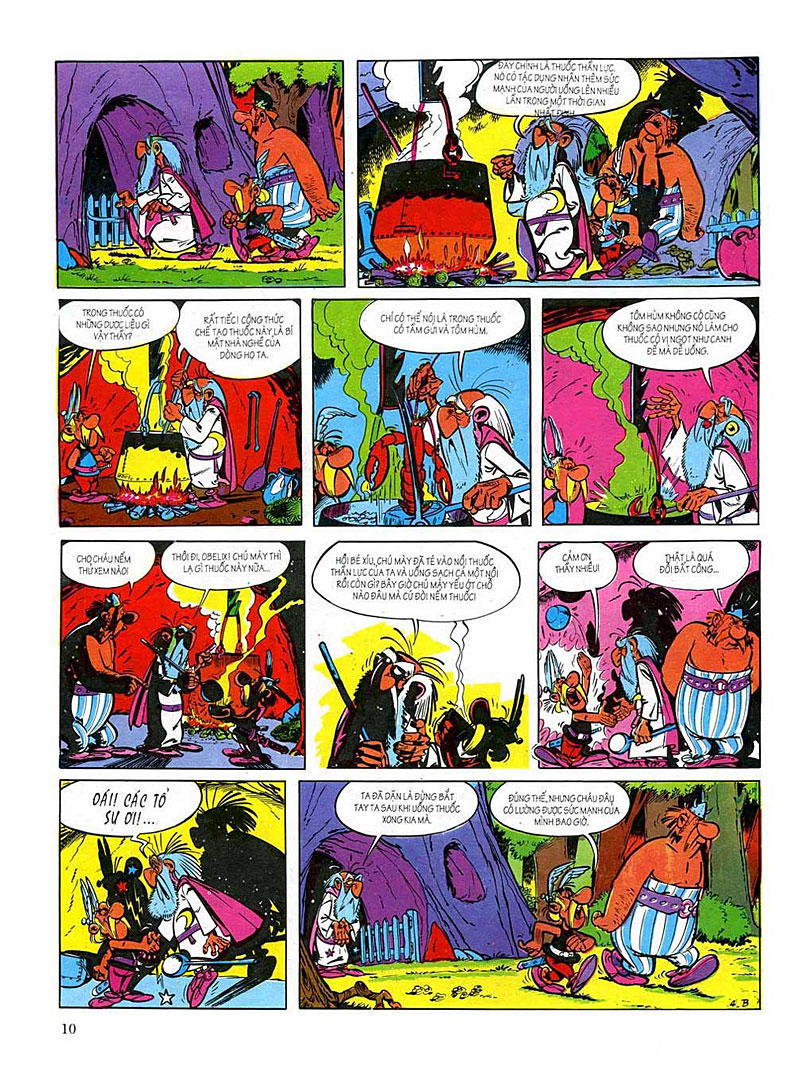 ĐÂY CHÍNH LÀ THUỐC THẦN LỰC.
NÓ CÓ TÁC DỤNG NHÂN THÊM SỨC
MẠNH CỦA NGƯỜI UỐNG LÊN NHIỀU
LẦN TRONG MỘT THỜI GIAN
NHẤT ĐỊNH
TRONG THUỐC CÓ
NHỮNG DƯỢC LIỆU GÌ
VẬY THẦY?
RẤT TIẾC! CÔNG THỨC
CHẾ TẠO THUỐC NÀY LÀ BÍ
MẬT NHÀ NGHỀ CỦA
DÒNG HỌ TA.
CHỈ CÓ THỂ NÓI LÀ TRONG THUỐC
CÓ TẦM GỬI VÀ TÔM HÙM.
TÔM HÙM KHÔNG CÓ CŨNG
KHÔNG SAO NHƯNG NÓ LÀM CHO
THUỐC CÓ VỊ NGỌT NHƯ CANH
ĐỂ MÀ DỄ UỐNG.
CHO CHÁU NẾM
THỬ XEM NÀO!
THÔI ĐI, OBELIX! CHÚ MÀY THÌ
LẠ GÌ THUỐC NÀY NỮA...
HỒI BÉ XÍU, CHÚ MÀY ĐÃ TÉ VÀO NỒI THUỐC
THẦN LỰC CỦA TA VÀ UỐNG SẠCH CẢ MỘT NỒI
RỒI CÒN GÌ? BÂY GIỜ CHÚ MÀY YẾU ỚT CHỖ
NÀO ĐÂU MÀ CỨ ĐÒI NẾM THUỐC!
CẢM ƠN
THẦY NHIỀU!
THẬT LÀ QUÁ
ĐỖI BẤT CÔNG...
OÁI! CÁC TỔ
SƯ ƠI!...
TA ĐÃ DẶN LÀ ĐỪNG BẮT
TAY TA SAU KHI UỐNG THUỐC
XONG KIA MÀ.
ĐÚNG THẾ, NHƯNG CHÁU ĐÂU
CÓ LƯỜNG ĐƯỢC SỨC MẠNH CỦA
MÌNH BAO GIỜ.
4-B
10